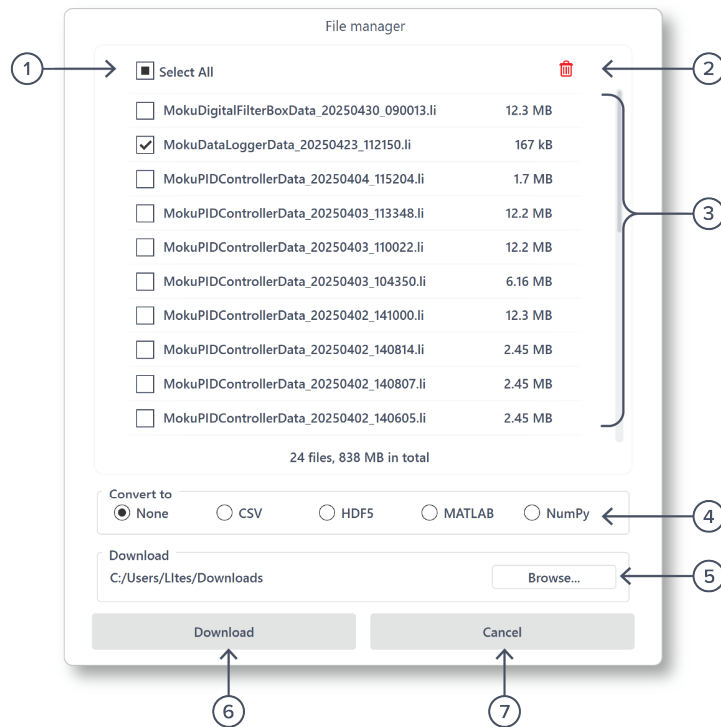 File manager
1
Select All
2
MokuDigitalFilterBoxData_20250430_090013.li 12.3 MB
MokuDataLoggerData_20250423_112150.li 167 kB
MokuPIDControllerData_20250404_115204.li 1.7 MB
MokuPIDControllerData_20250403_113348.li 12.2 MB
3
MokuPIDControllerData_20250403_110022.li 12.2 MB
MokuPIDControllerData_20250403_104350.li 6.16 MB
MokuPIDControllerData_20250402_141000.li 12.3 MB
MokuPIDControllerData_20250402_140814.li 2.45 MB
MokuPIDControllerData_20250402_140807.li 2.45 MB
MokuPIDControllerData_20250402_140605.li 2.45 MB
24 files, 838 MB in total
Convert to
None CSV HDF5 MATLAB NumPy
4
Download
C:/Users/LItes/Downloads Browse...
5
Download Cancel
6 7